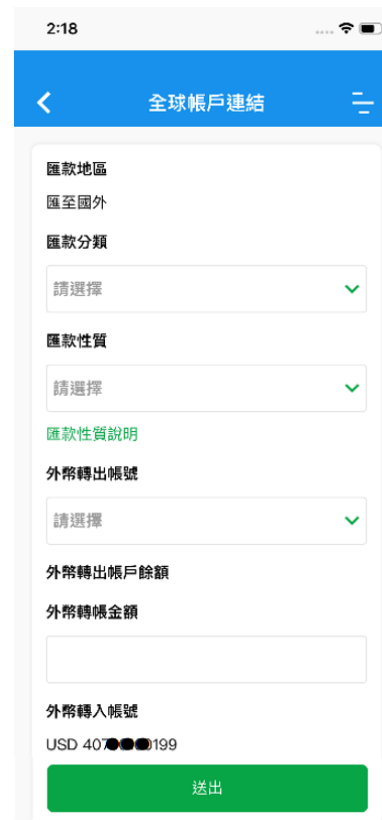 2:18
全球帳戶連結
匯款地區
匯至國外
匯款分類
請選擇
匯款性質
請選擇
匯款性質說明
外幣轉出帳號
請選擇
外幣轉出帳戶餘額
外幣轉帳金額
外幣轉入帳號
USD 407 199
送出